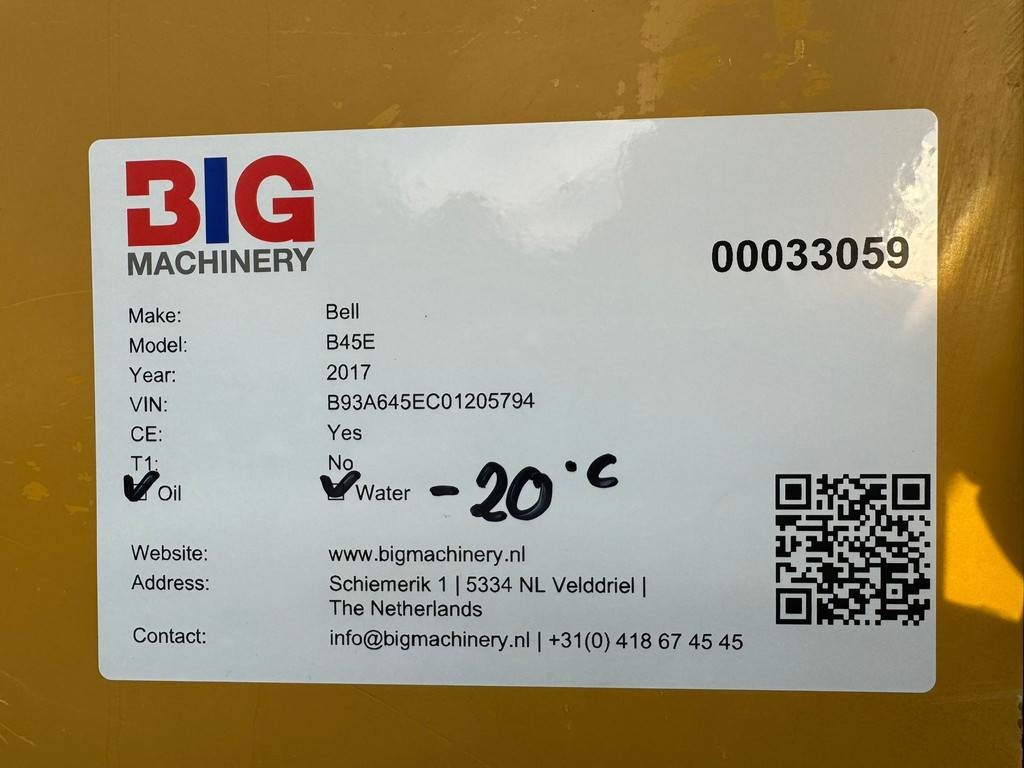 BIG
MACHINERY
00033059
Make: Bell
Model: B45E
Year: 2017
VIN: B93A645EC01205794
CE: Yes
T1: No
Oil Water -20°C
Website: www.bigmachinery.nl
Address: Schiemerik 1 | 5334 NL Velddriel |
The Netherlands
Contact: info@bigmachinery.nl | +31(0) 418 67 45 45